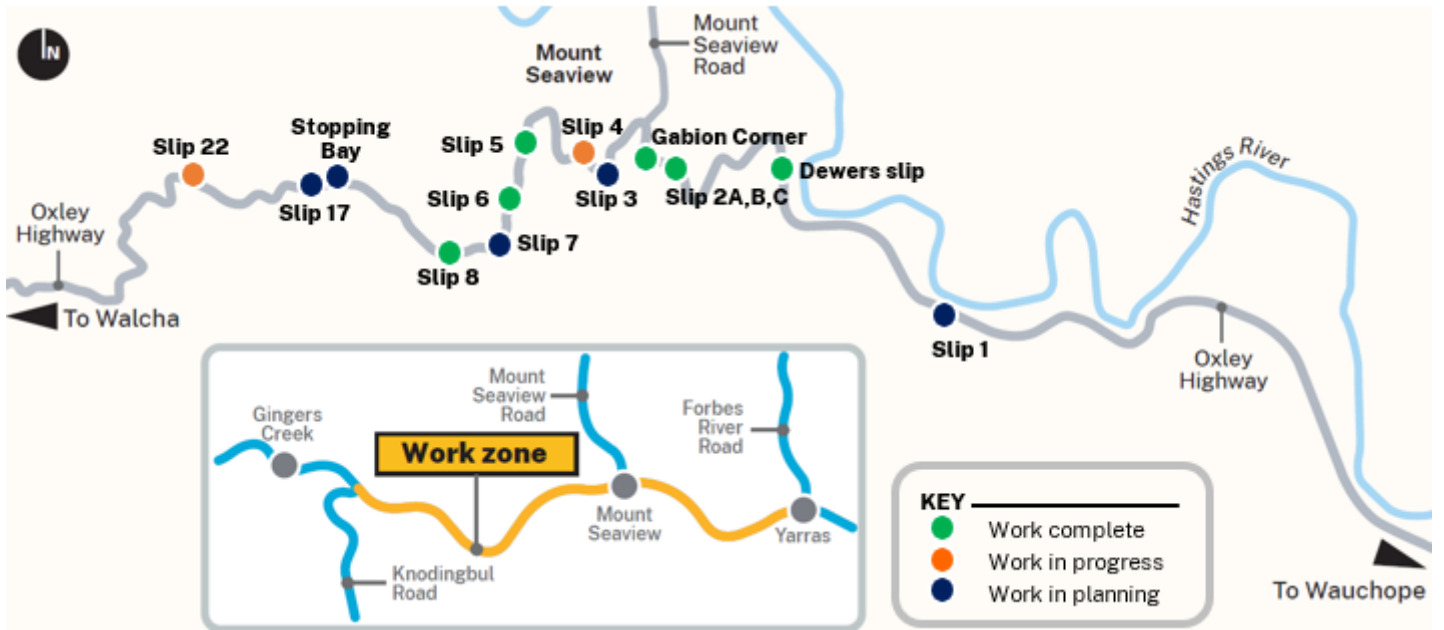 N
Mount
Seaview
Road
Mount
Seaview
Slip 22
Stopping
Bay
Slip 17
Slip 5
Slip 4
Gabion Corner
Slip 6
Slip 3
Slip 2A,B,C
Dewers slip
Hastings River
Oxley
Highway
Slip 7
Slip 8
To Walcha
Slip 1
Oxley
Highway
To Wauchope
Gingers
Creek
Mount
Seaview
Road
Forbes
River
Road
Work zone
Mount
Seaview
Yarras
Knodingbul
Road
KEY
Work complete
Work in progress
Work in planning